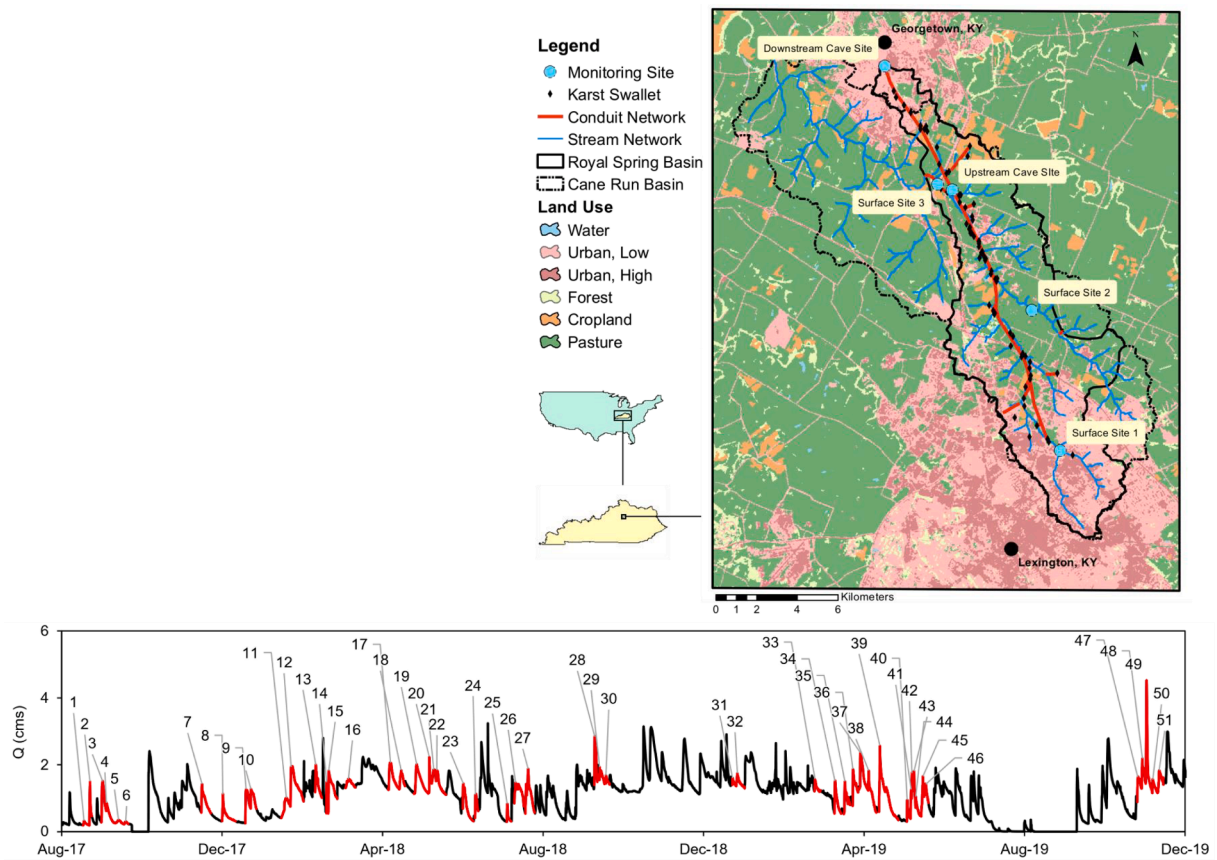 Legend
Monitoring Site
Karst Swallet
Conduit Network
Stream Network
Royal Spring Basin
Cane Run Basin
Land Use
Water
Urban, Low
Urban, High
Forest
Cropland
Pasture
Georgetown, KY
Downstream Cave Site
N
Upstream Cave SIte
Surface Site 3
Surface Site 2
Surface Site 1
Lexington, KY
0 1 2 4 6 Kilometers
6
4
2
0
Q (cms)
1
2
3
4
5
6
7
8
9
10
11
12
13
14
15
16
17
18
19
20
21
22
23
24
25
26
27
28
29
30
31
32
33
34
35
36
37
38
39
40
41
42
43
44
45
46
47
48
49
50
51
Aug-17 Dec-17 Apr-18 Aug-18 Dec-18 Apr-19 Aug-19 Dec-19